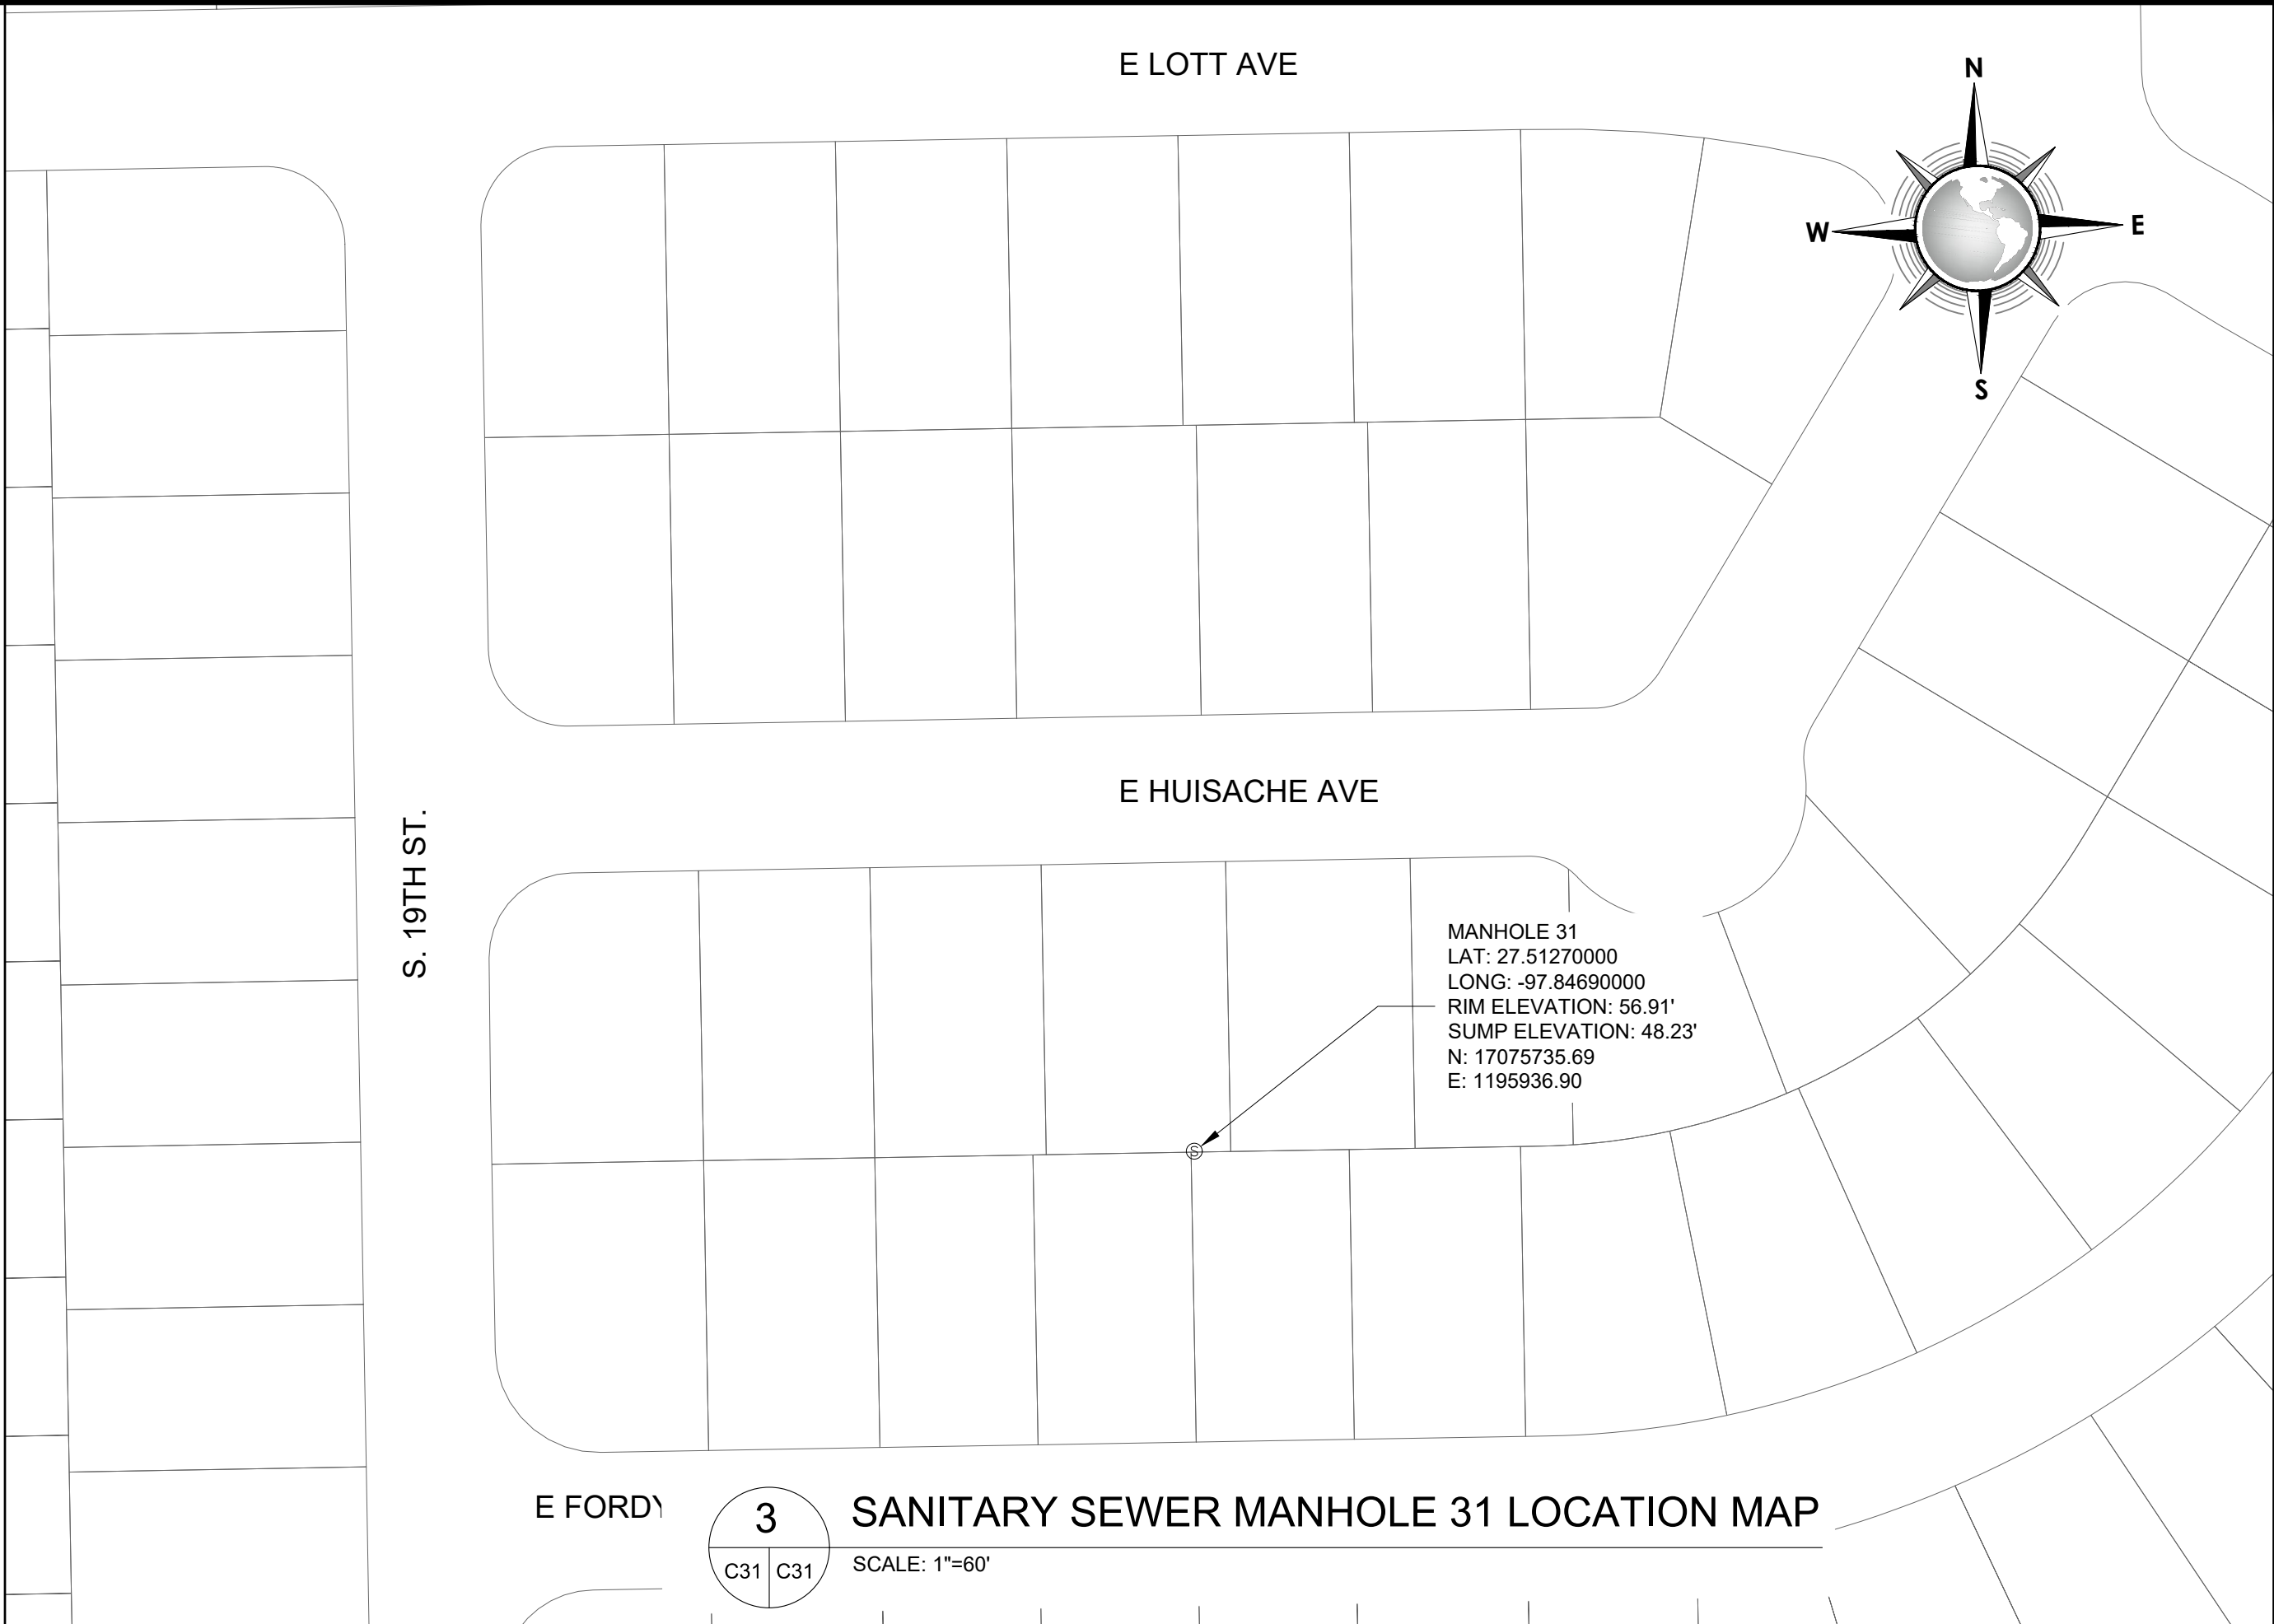 E LOTT AVE
N
W
E
S
E HUISACHE AVE
S. 19TH ST.
MANHOLE 31
LAT: 27.51270000
LONG: -97.84690000
RIM ELEVATION: 56.91'
SUMP ELEVATION: 48.23'
N: 17075735.69
E: 1195936.90
S
E FORDY
3
C31 C31
SANITARY SEWER MANHOLE 31 LOCATION MAP
SCALE: 1"=60'